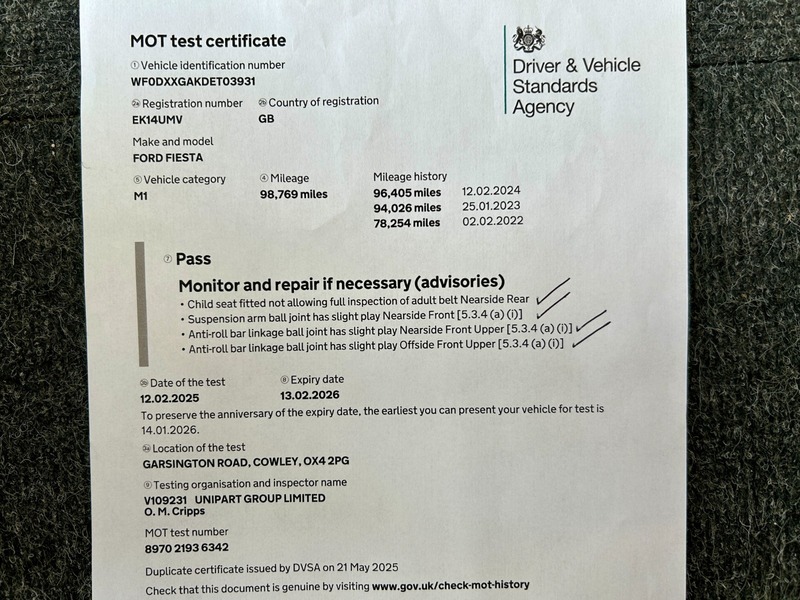 MOT test certificate
Driver & Vehicle
Standards
Agency
① Vehicle identification number
WF0DXXGAKDET03931
2a Registration number 2b Country of registration
EK14UMV GB
Make and model
FORD FIESTA
⑤ Vehicle category ④ Mileage Mileage history
M1 98,769 miles 96,405 miles 12.02.2024
94,026 miles 25.01.2023
78,254 miles 02.02.2022
⑦ Pass
Monitor and repair if necessary (advisories)
• Child seat fitted not allowing full inspection of adult belt Nearside Rear
• Suspension arm ball joint has slight play Nearside Front [5.3.4 (a) (i)]
• Anti-roll bar linkage ball joint has slight play Nearside Front Upper [5.3.4 (a) (i)]
• Anti-roll bar linkage ball joint has slight play Offside Front Upper [5.3.4 (a) (i)]
Date of the test ⑧ Expiry date
12.02.2025 13.02.2026
To preserve the anniversary of the expiry date, the earliest you can present your vehicle for test is
14.01.2026.
Location of the test
GARSINGTON ROAD, COWLEY, OX4 2PG
⑨ Testing organisation and inspector name
V109231 UNIPART GROUP LIMITED
O. M. Cripps
MOT test number
8970 2193 6342
Duplicate certificate issued by DVSA on 21 May 2025
Check that this document is genuine by visiting www.gov.uk/check-mot-history